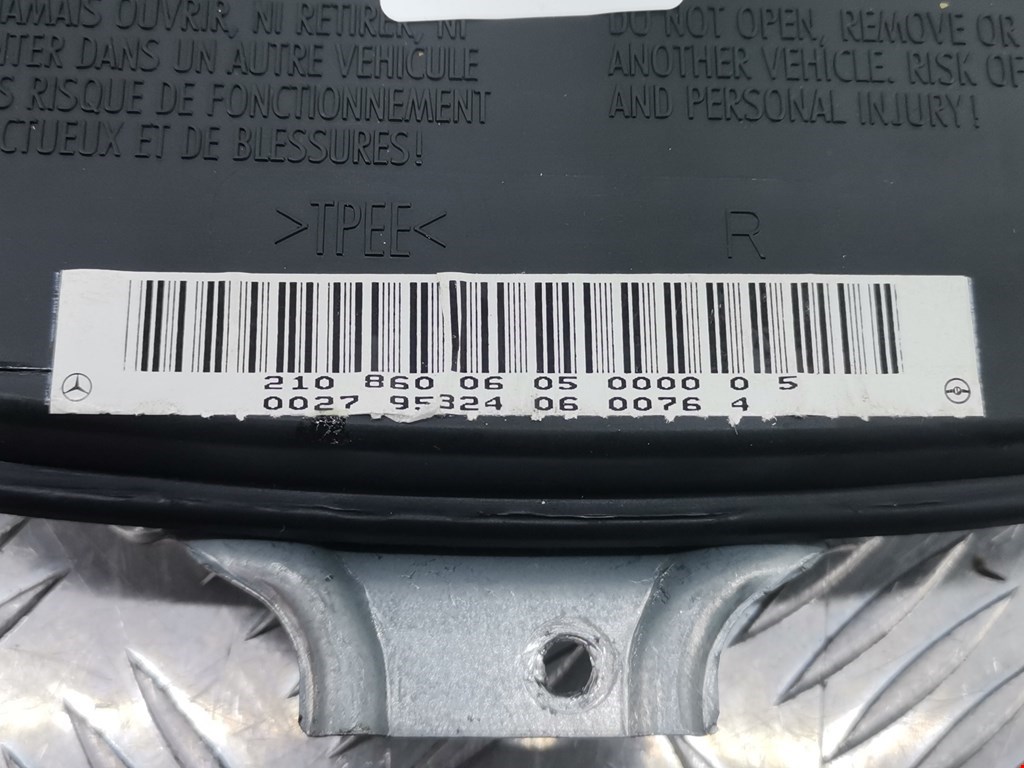 JAMAIS OUVRIR, NI RETIRER, NI
DANS UN AUTRE VEHICULE
RISQUE DE FONCTIONNEMENT
ET DE BLESSURES!
DO NOT OPEN, REMOVE OR
ANOTHER VEHICLE. RISK OF
AND PERSONAL INJURY!
>TPEE<
R
210 860 06 05 0000 0 5
0027 95324 06 0076 4